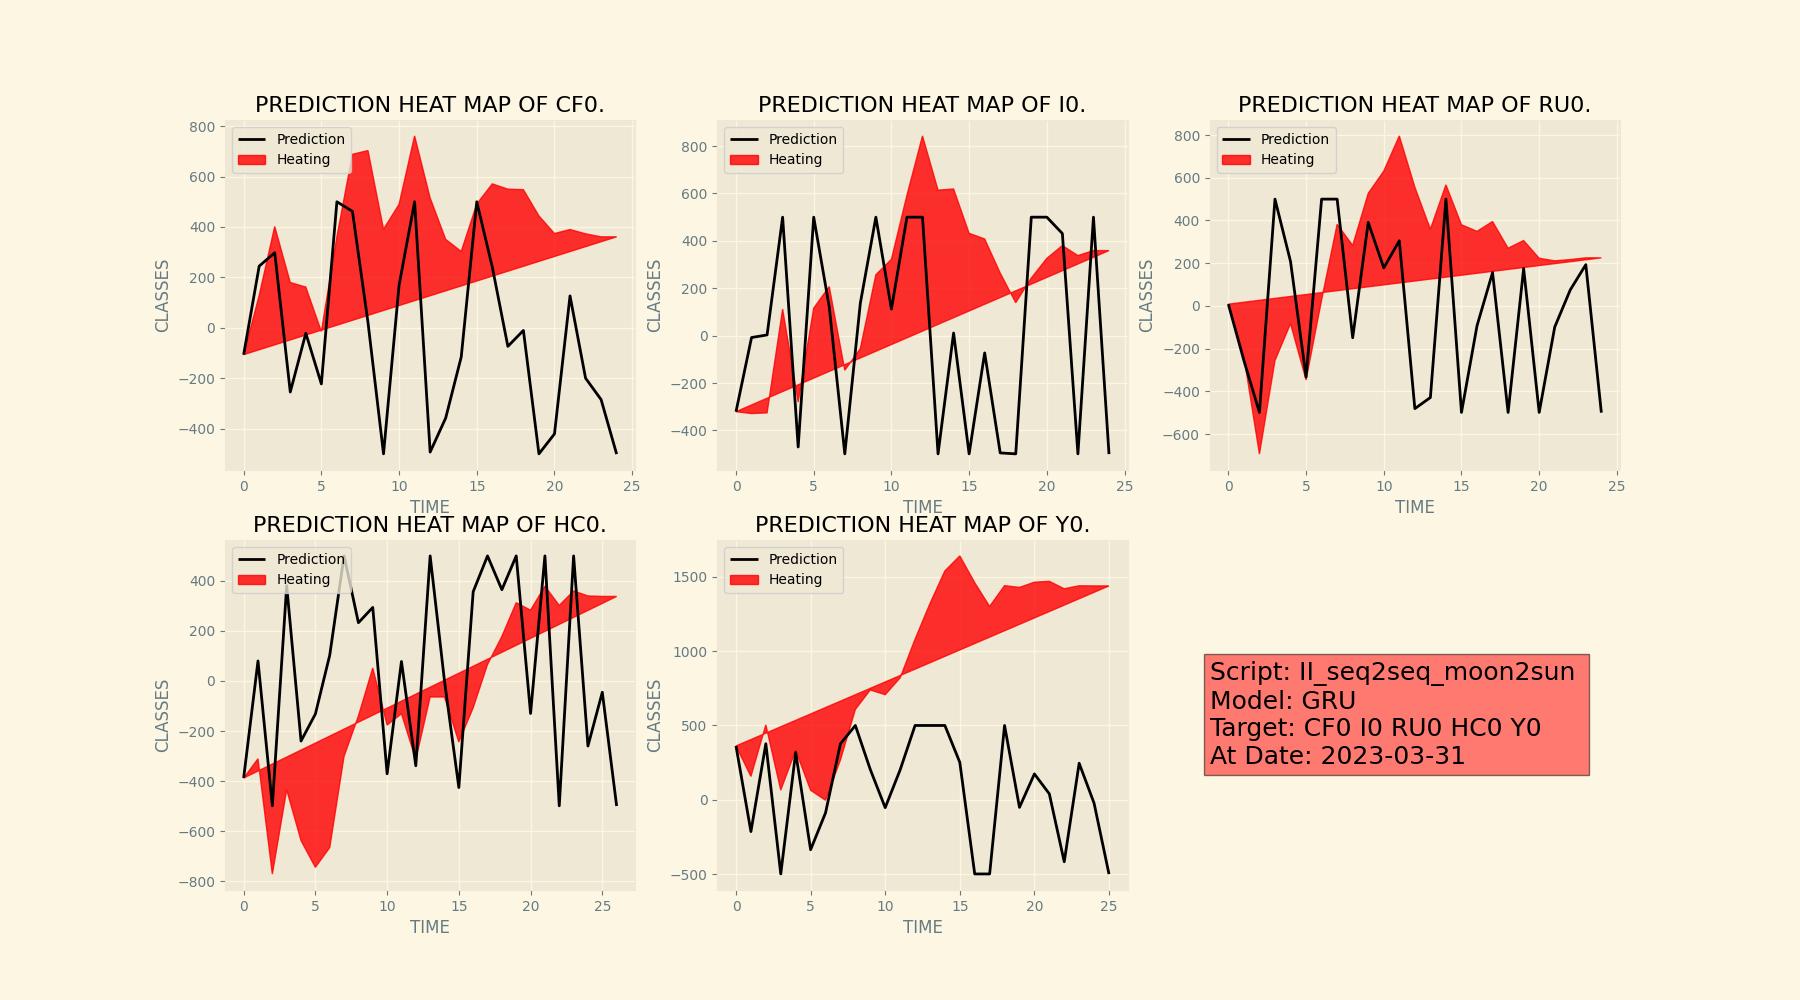 PREDICTION HEAT MAP OF CF0.
800
600
400
200
0
−200
−400
CLASSES
Prediction
Heating
0 5 10 15 20 25
TIME
PREDICTION HEAT MAP OF I0.
800
600
400
200
0
−200
−400
CLASSES
Prediction
Heating
0 5 10 15 20 25
TIME
PREDICTION HEAT MAP OF RU0.
800
600
400
200
0
−200
−400
−600
CLASSES
Prediction
Heating
0 5 10 15 20 25
TIME
PREDICTION HEAT MAP OF HC0.
400
200
0
−200
−400
−600
−800
CLASSES
Prediction
Heating
0 5 10 15 20 25
TIME
PREDICTION HEAT MAP OF Y0.
1500
1000
500
0
−500
CLASSES
Prediction
Heating
0 5 10 15 20 25
TIME
Script: II_seq2seq_moon2sun
Model: GRU
Target: CF0 I0 RU0 HC0 Y0
At Date: 2023-03-31